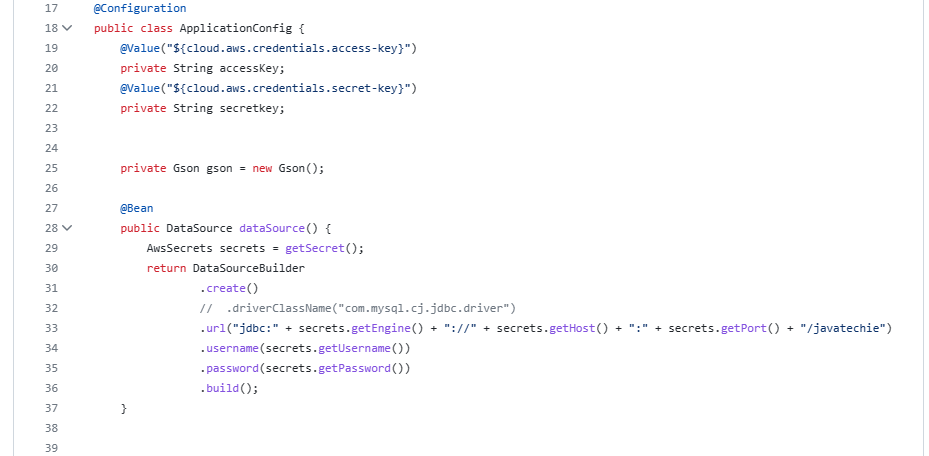 17 @Configuration
18 public class ApplicationConfig {
19 @Value("${cloud.aws.credentials.access-key}")
20 private String accessKey;
21 @Value("${cloud.aws.credentials.secret-key}")
22 private String secretkey;
23
24
25 private Gson gson = new Gson();
26
27 @Bean
28 public DataSource dataSource() {
29 AwsSecrets secrets = getSecret();
30 return DataSourceBuilder
31 .create()
32 //  .driverClassName("com.mysql.cj.jdbc.driver")
33 .url("jdbc:" + secrets.getEngine() + "://" + secrets.getHost() + ":" + secrets.getPort() + "/javatechie")
34 .username(secrets.getUsername())
35 .password(secrets.getPassword())
36 .build();
37 }
38
39